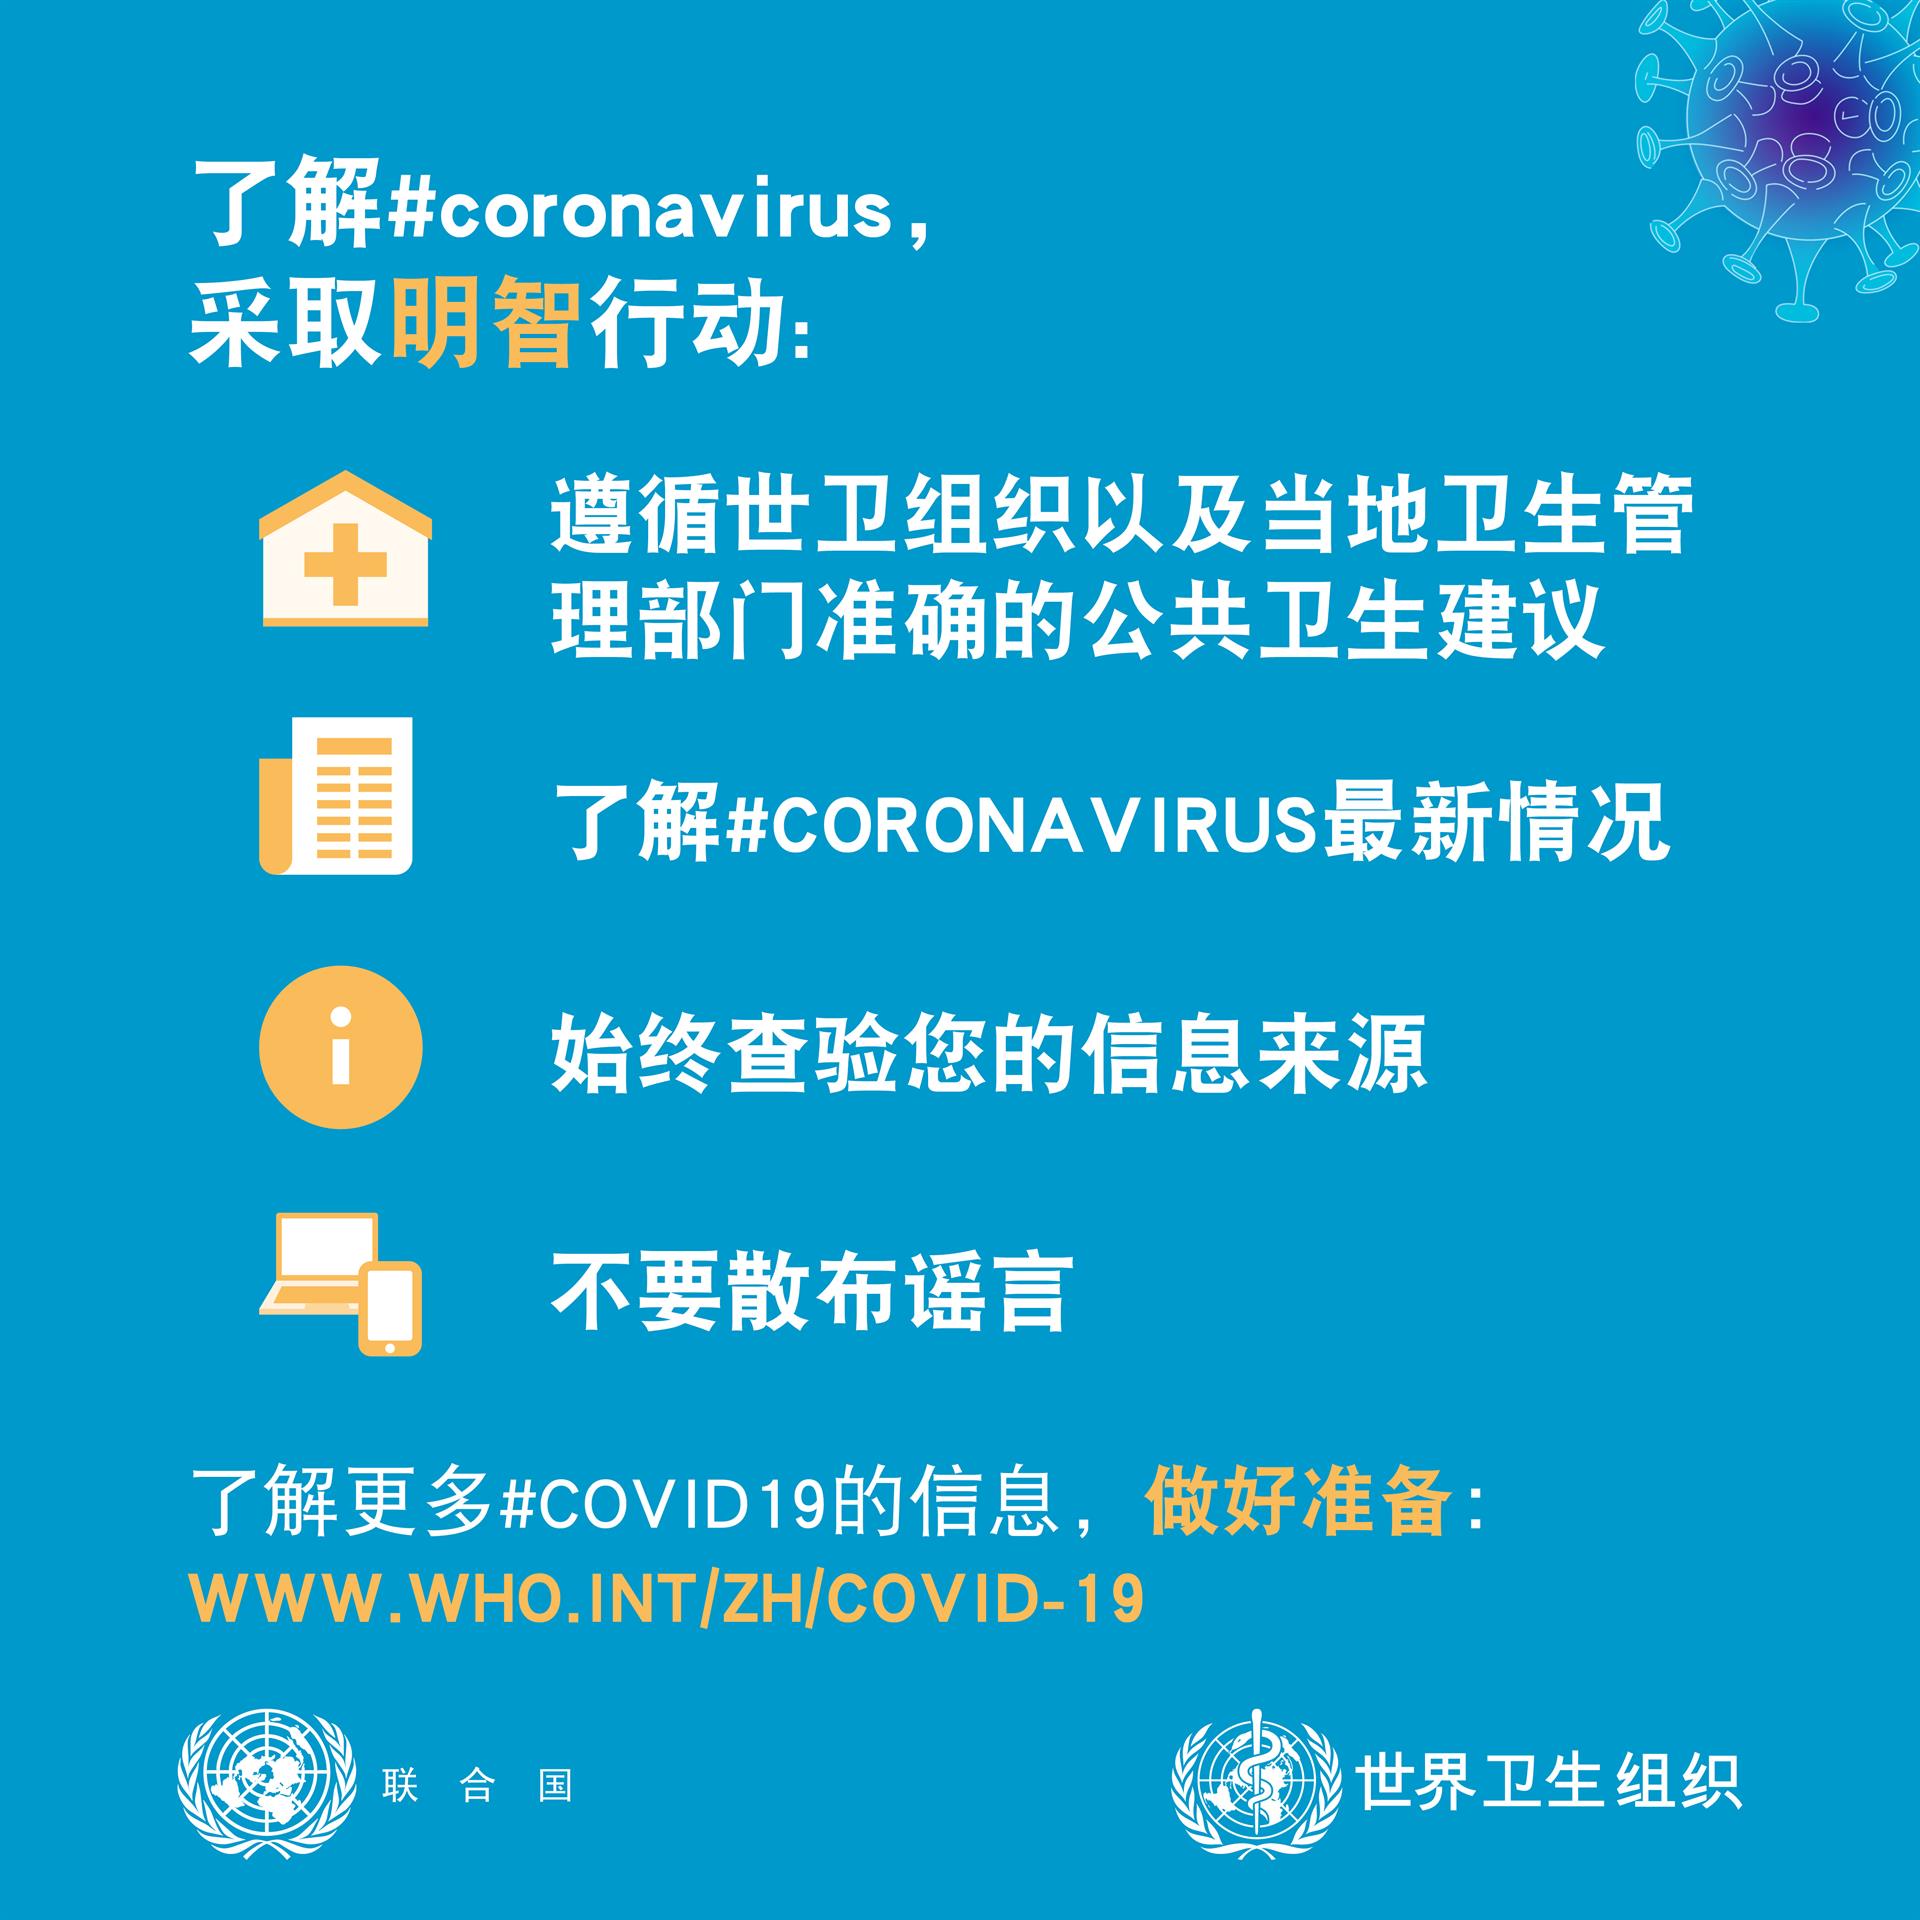 了解#coronavirus，
采取明智行动:
遵循世卫组织以及当地卫生管
理部门准确的公共卫生建议
了解#CORONAVIRUS最新情况
始终查验您的信息来源
不要散布谣言
了解更多#COVID19的信息，做好准备:
WWW.WHO.INT/ZH/COVID-19
联合国
世界卫生组织